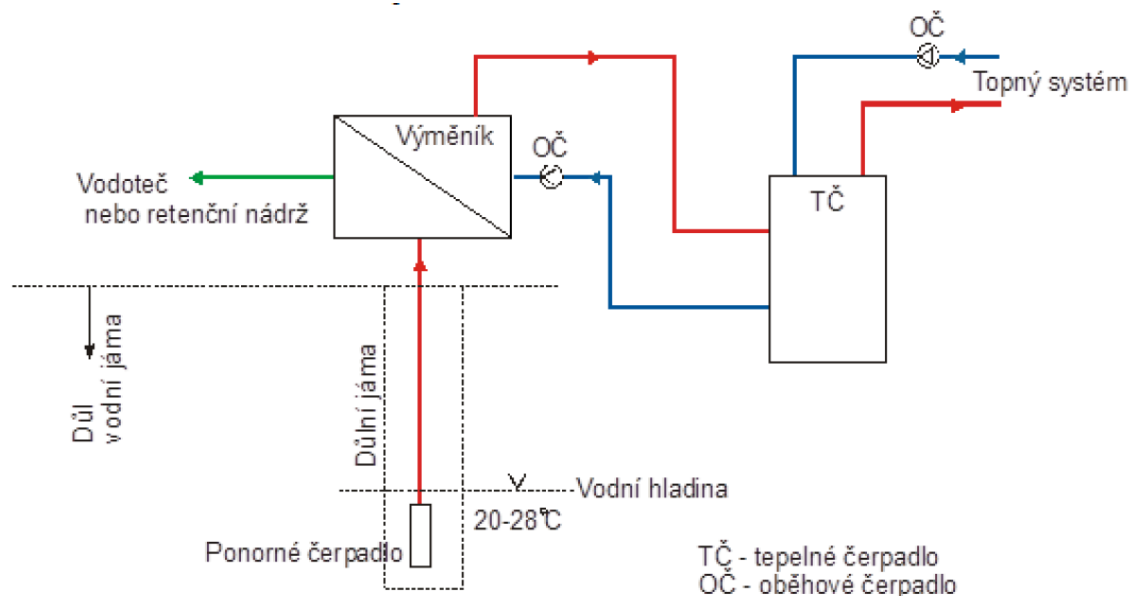 OČ
Topný systém
Výměník
OČ
Vodoteč
nebo retenční nádrž
TČ
Důl
vodní jáma
Důlní jáma
Vodní hladina
20-28°C
Ponorné čerpadlo
TČ - tepelné čerpadlo
OČ - oběhové čerpadlo